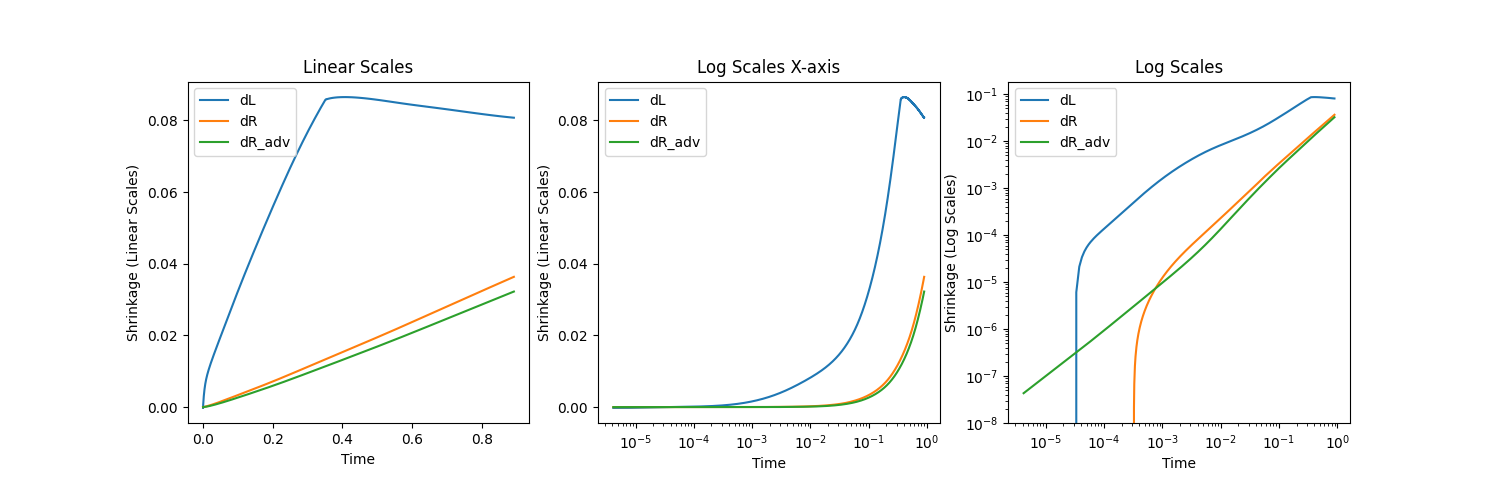 Linear Scales
dL
dR
dR_adv
Shrinkage (Linear Scales)
0.08
0.06
0.04
0.02
0.00
0.0 0.2 0.4 0.6 0.8
Time
Log Scales X-axis
dL
dR
dR_adv
Shrinkage (Linear Scales)
0.08
0.06
0.04
0.02
0.00
10⁻⁵ 10⁻⁴ 10⁻³ 10⁻² 10⁻¹ 10⁰
Time
Log Scales
dL
dR
dR_adv
Shrinkage (Log Scales)
10⁻¹
10⁻²
10⁻³
10⁻⁴
10⁻⁵
10⁻⁶
10⁻⁷
10⁻⁸
10⁻⁵ 10⁻⁴ 10⁻³ 10⁻² 10⁻¹ 10⁰
Time